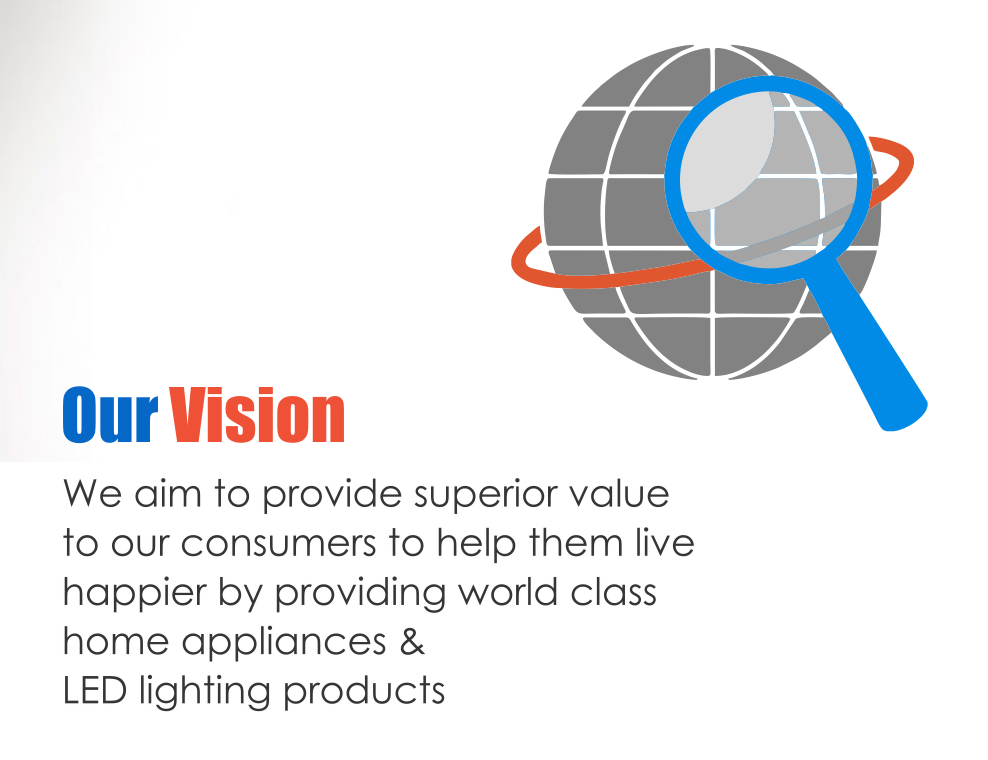 Our Vision
We aim to provide superior value
to our consumers to help them live
happier by providing world class
home appliances &
LED lighting products